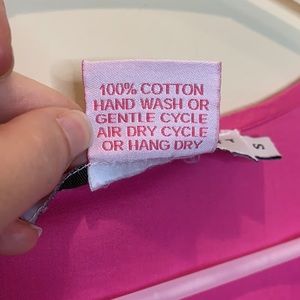 100% COTTON
HAND WASH OR
GENTLE CYCLE
AIR DRY CYCLE
OR HANG DRY
S